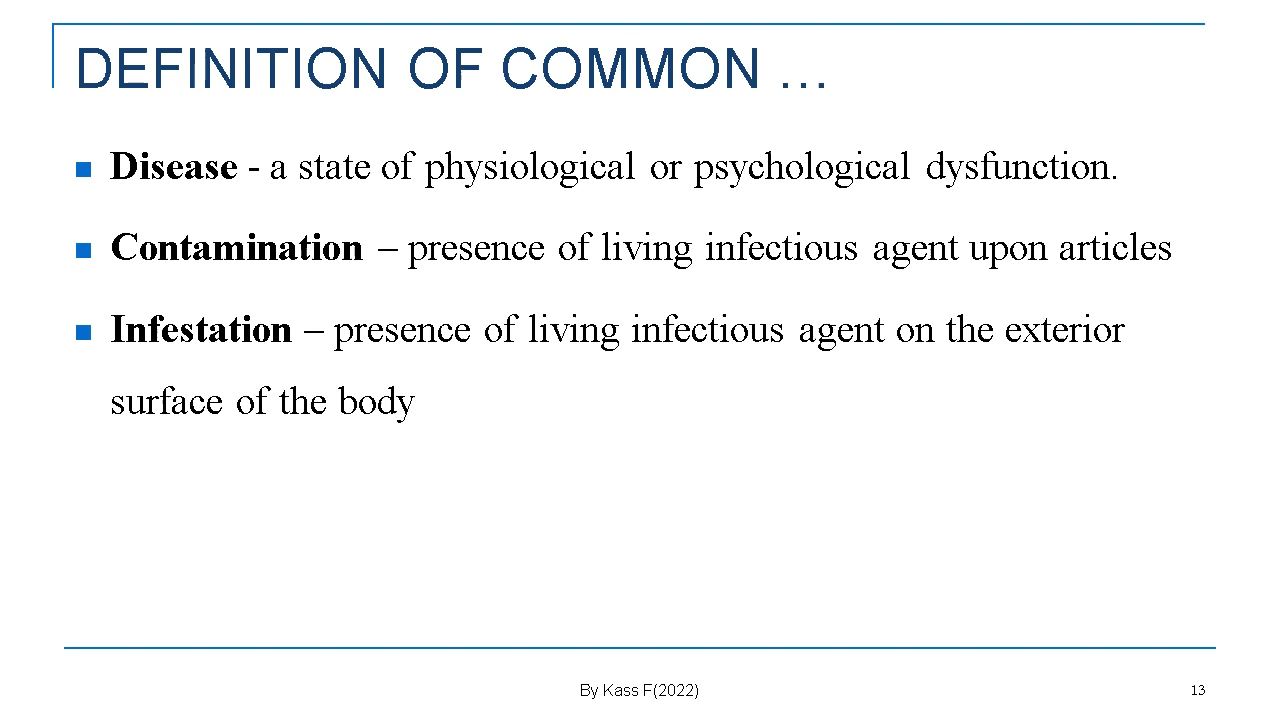 DEFINITION OF COMMON …
Disease - a state of physiological or psychological dysfunction.
Contamination – presence of living infectious agent upon articles
Infestation – presence of living infectious agent on the exterior
surface of the body
By Kass F(2022)
13